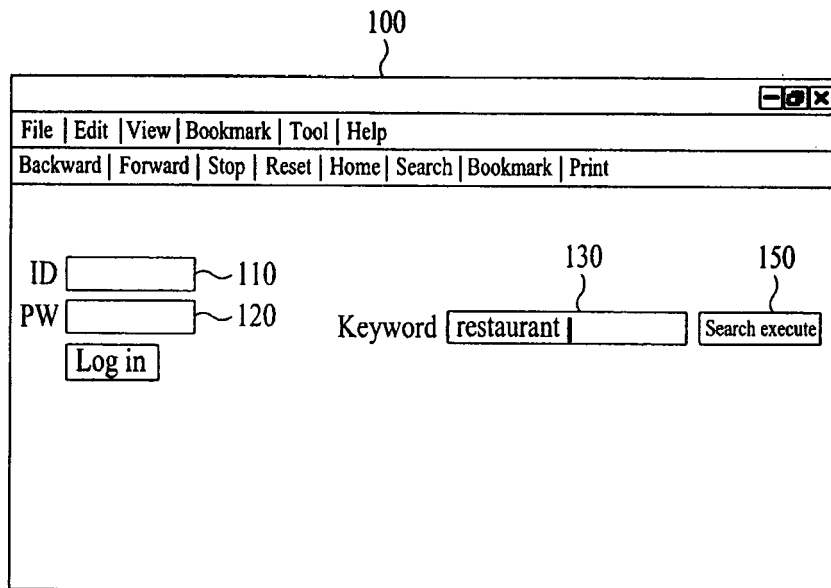 100
File | Edit | View | Bookmark | Tool | Help
Backward | Forward | Stop | Reset | Home | Search | Bookmark | Print
130 150
ID 110
PW 120
Keyword restaurant Search execute
Log in